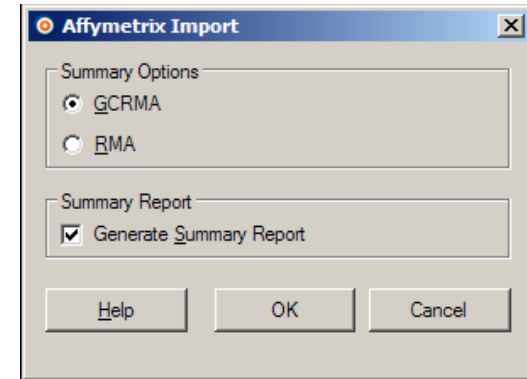 Affymetrix Import
Summary Options
GCRMA
RMA
Summary Report
Generate Summary Report
Help
OK
Cancel